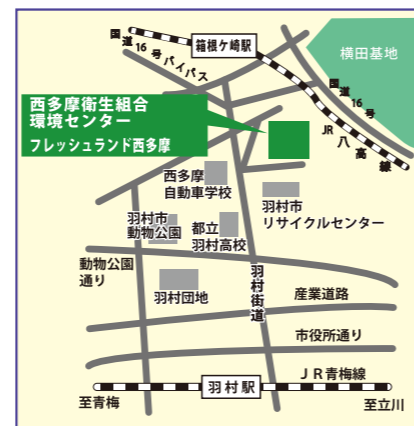 国道16号バイパス
箱根ケ崎駅
横田基地
国道16号
JR八高線
西多摩衛生組合
環境センター
フレッシュランド西多摩
西多摩
自動車学校
羽村市
リサイクルセンター
羽村市
動物公園
都立
羽村高校
動物公園
通り
羽村団地
羽村街道
産業道路
市役所通り
JR青梅線
羽村駅
至青梅
至立川